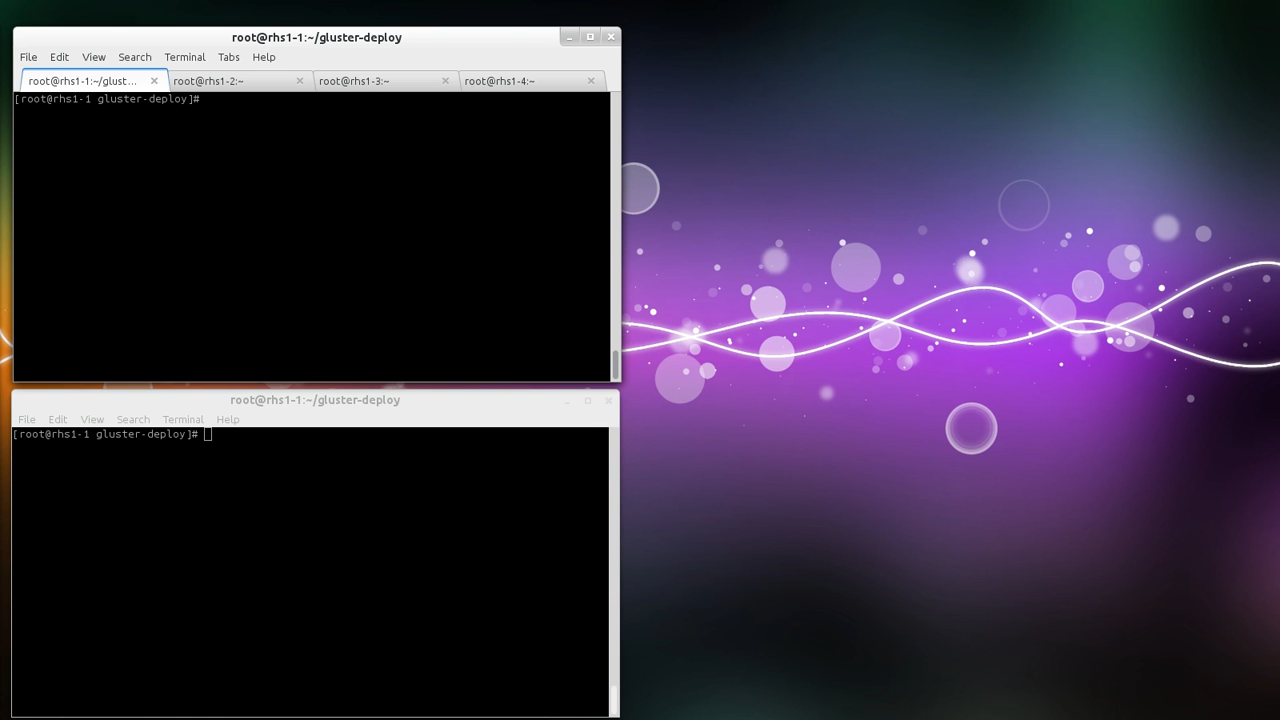 root@rhs1-1:~/gluster-deploy
File Edit View Search Terminal Tabs Help
root@rhs1-1:~/glust... root@rhs1-2:~ root@rhs1-3:~ root@rhs1-4:~
[root@rhs1-1 gluster-deploy]#
root@rhs1-1:~/gluster-deploy
File Edit View Search Terminal Help
[root@rhs1-1 gluster-deploy]#